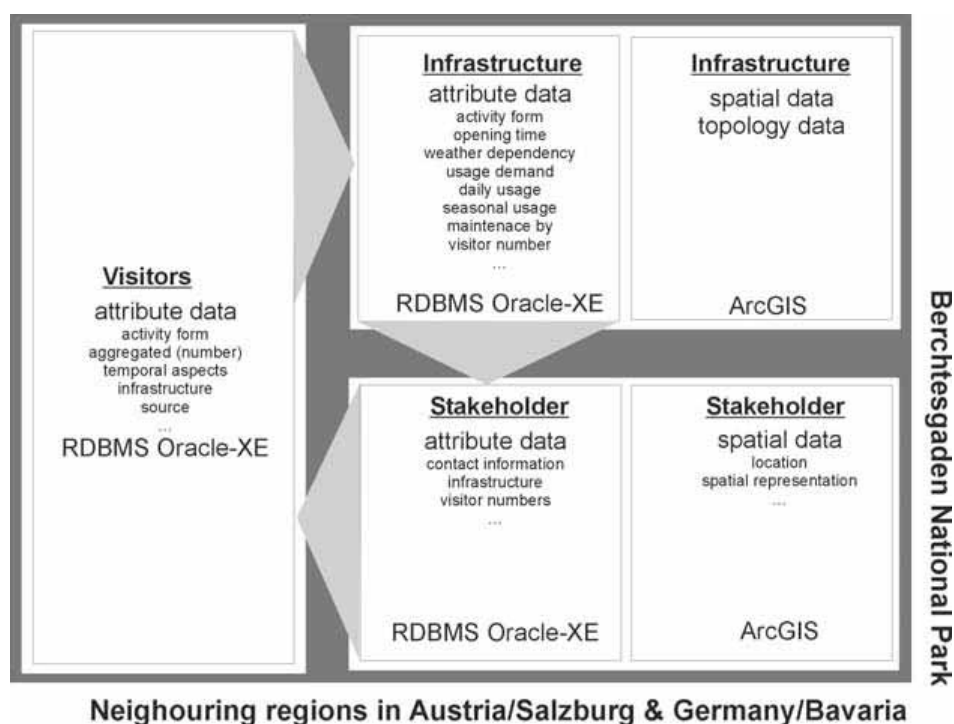 Visitors
attribute data
activity form
aggregated (number)
temporal aspects
infrastructure
source
...
RDBMS Oracle-XE
Infrastructure
attribute data
activity form
opening time
weather dependency
usage demand
daily usage
seasonal usage
maintenace by
visitor number
...
RDBMS Oracle-XE
Infrastructure
spatial data
topology data
ArcGIS
Stakeholder
attribute data
contact information
infrastructure
visitor numbers
...
RDBMS Oracle-XE
Stakeholder
spatial data
location
spatial representation
...
ArcGIS
Berchtesgaden National Park
Neighouring regions in Austria/Salzburg & Germany/Bavaria